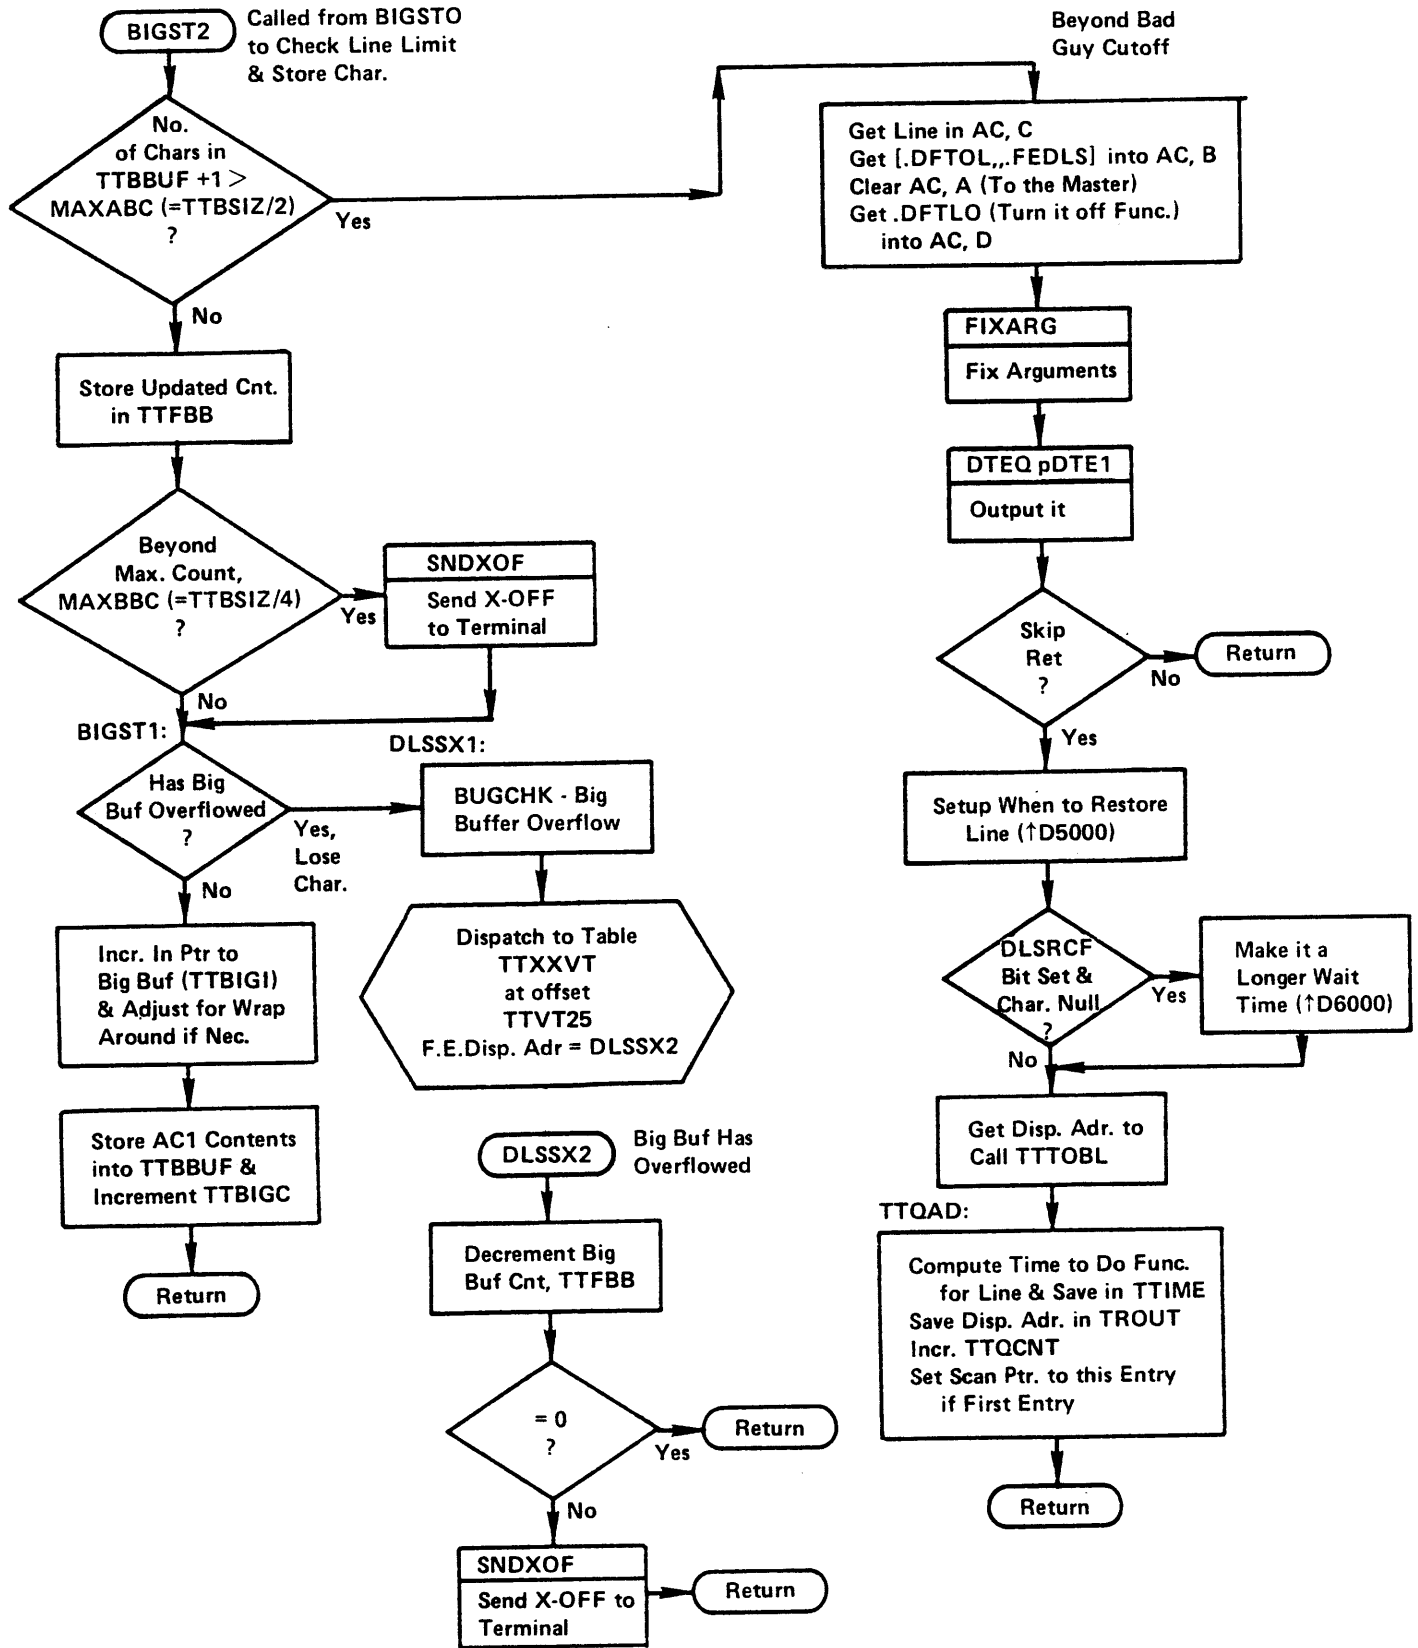 BIGST2
Called from BIGSTO
to Check Line Limit
& Store Char.
No.
of Chars in
TTBBUF +1 >
MAXABC (=TTBSIZ/2)
?
Yes
No
Store Updated Cnt.
in TTFBB
Beyond
Max. Count,
MAXBBC (=TTBSIZ/4)
?
Yes
SNDXOF
Send X-OFF
to Terminal
No
BIGST1:
Has Big
Buf Overflowed
?
Yes,
Lose
Char.
DLSSX1:
BUGCHK - Big
Buffer Overflow
No
Incr. In Ptr to
Big Buf (TTBIGI)
& Adjust for Wrap
Around if Nec.
Dispatch to Table
TTXXVT
at offset
TTVT25
F.E.Disp. Adr = DLSSX2
Store AC1 Contents
into TTBBUF &
Increment TTBIGC
Return
DLSSX2
Big Buf Has
Overflowed
Decrement Big
Buf Cnt, TTFBB
= 0
?
Yes
Return
No
SNDXOF
Send X-OFF to
Terminal
Return
Beyond Bad
Guy Cutoff
Get Line in AC, C
Get [.DFTOL,,.FEDLS] into AC, B
Clear AC, A (To the Master)
Get .DFTLO (Turn it off Func.)
into AC, D
FIXARG
Fix Arguments
DTEQ pDTE1
Output it
Skip
Ret
?
No
Return
Yes
Setup When to Restore
Line (↑D5000)
DLSRCF
Bit Set &
Char. Null
?
Yes
Make it a
Longer Wait
Time (↑D6000)
No
Get Disp. Adr. to
Call TTTOBL
TTQAD:
Compute Time to Do Func.
for Line & Save in TTIME
Save Disp. Adr. in TROUT
Incr. TTQCNT
Set Scan Ptr. to this Entry
if First Entry
Return